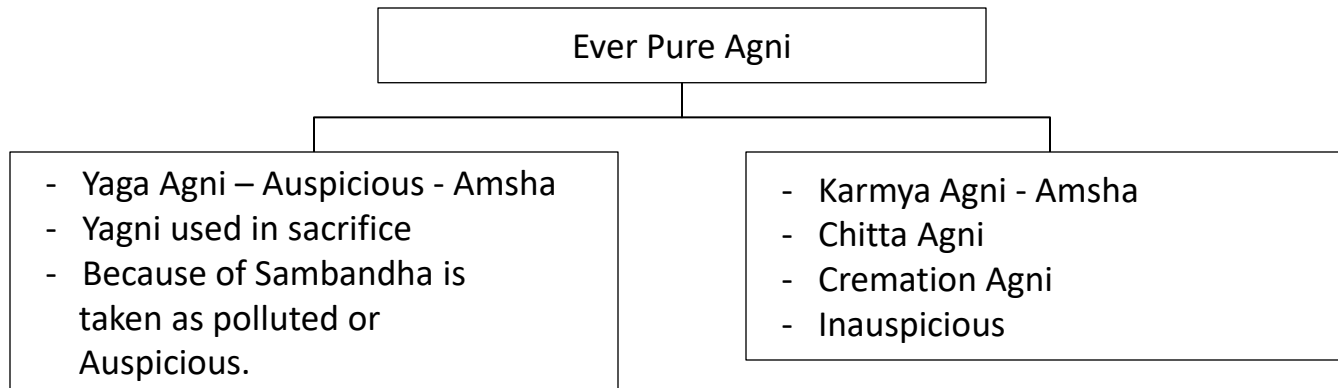 Ever Pure Agni
- Yaga Agni – Auspicious - Amsha
- Yagni used in sacrifice
- Because of Sambandha is
taken as polluted or
Auspicious.
- Karmya Agni - Amsha
- Chitta Agni
- Cremation Agni
- Inauspicious